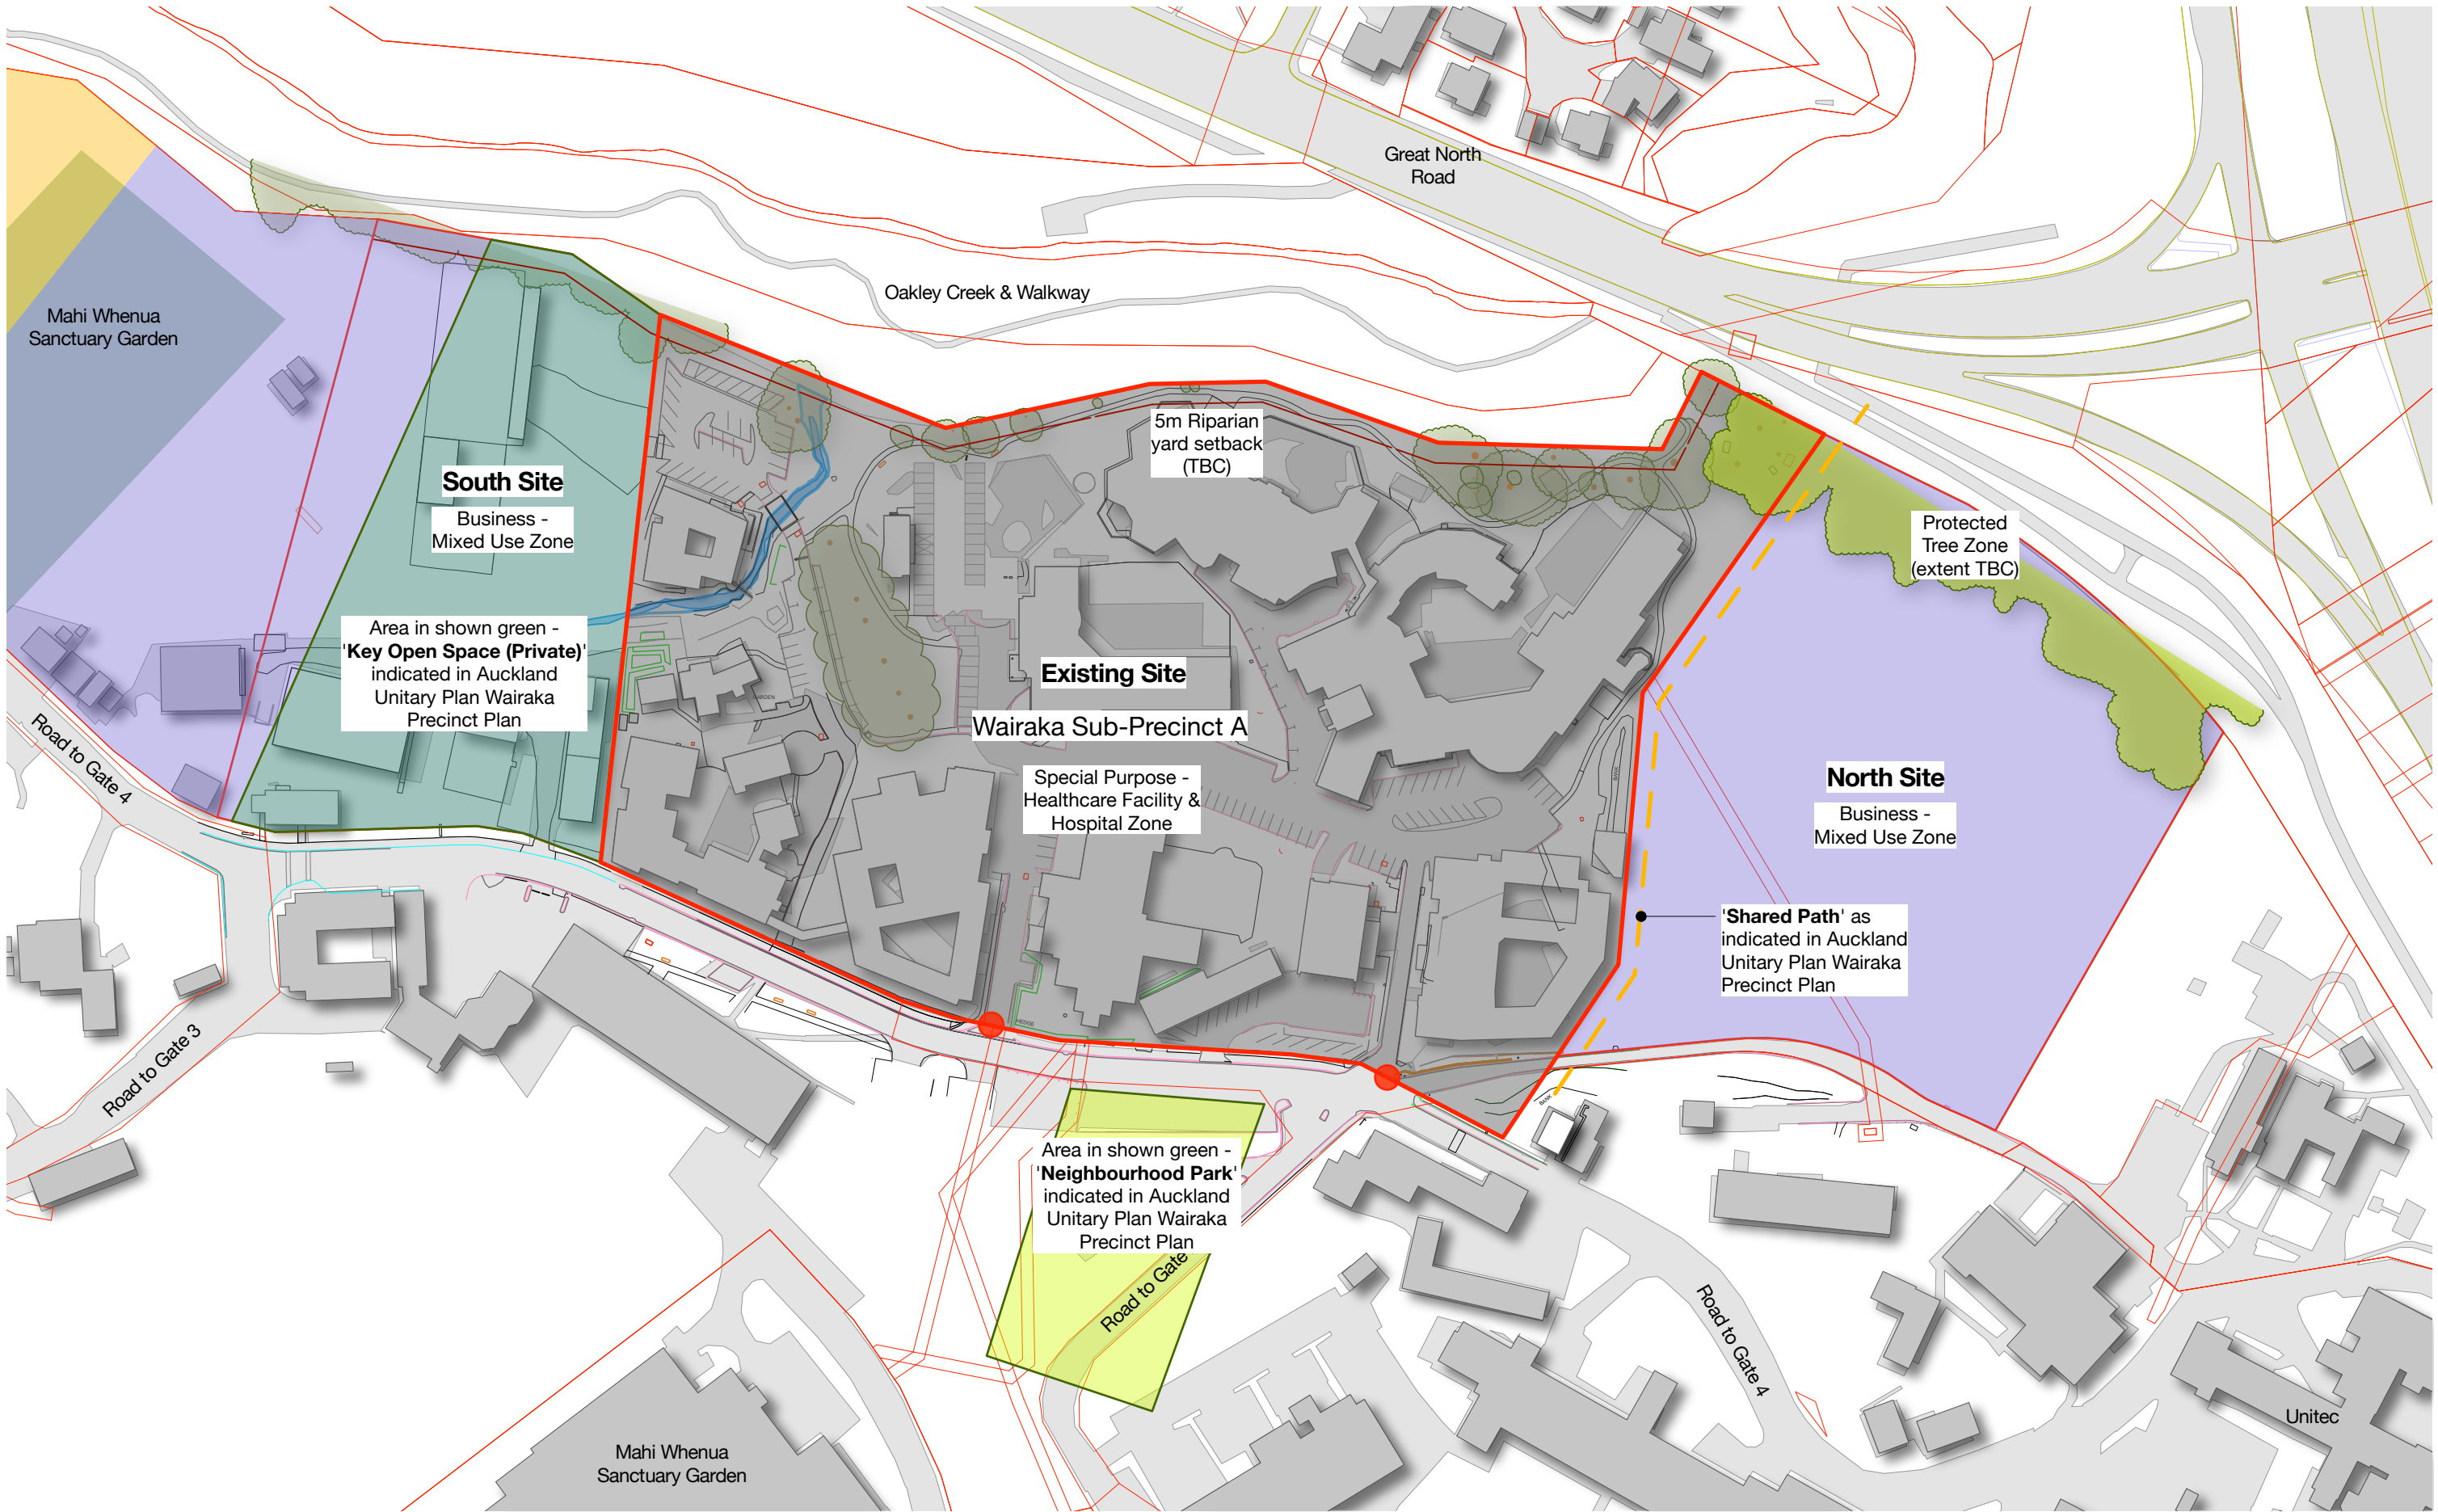 Great North
Road
Oakley Creek & Walkway
Mahi Whenua
Sanctuary Garden
5m Riparian
yard setback
(TBC)
South Site
Business -
Mixed Use Zone
Protected
Tree Zone
(extent TBC)
Area in shown green -
'Key Open Space (Private)'
indicated in Auckland
Unitary Plan Wairaka
Precinct Plan
GARDEN
Existing Site
Wairaka Sub-Precinct A
Special Purpose -
Healthcare Facility &
Hospital Zone
BANK
North Site
Business -
Mixed Use Zone
Road to Gate 4
'Shared Path' as
indicated in Auckland
Unitary Plan Wairaka
Precinct Plan
Road to Gate 3
HEDGE
BANK
Area in shown green -
'Neighbourhood Park'
indicated in Auckland
Unitary Plan Wairaka
Precinct Plan
Road to Gate
Road to Gate 4
Mahi Whenua
Sanctuary Garden
Unitec